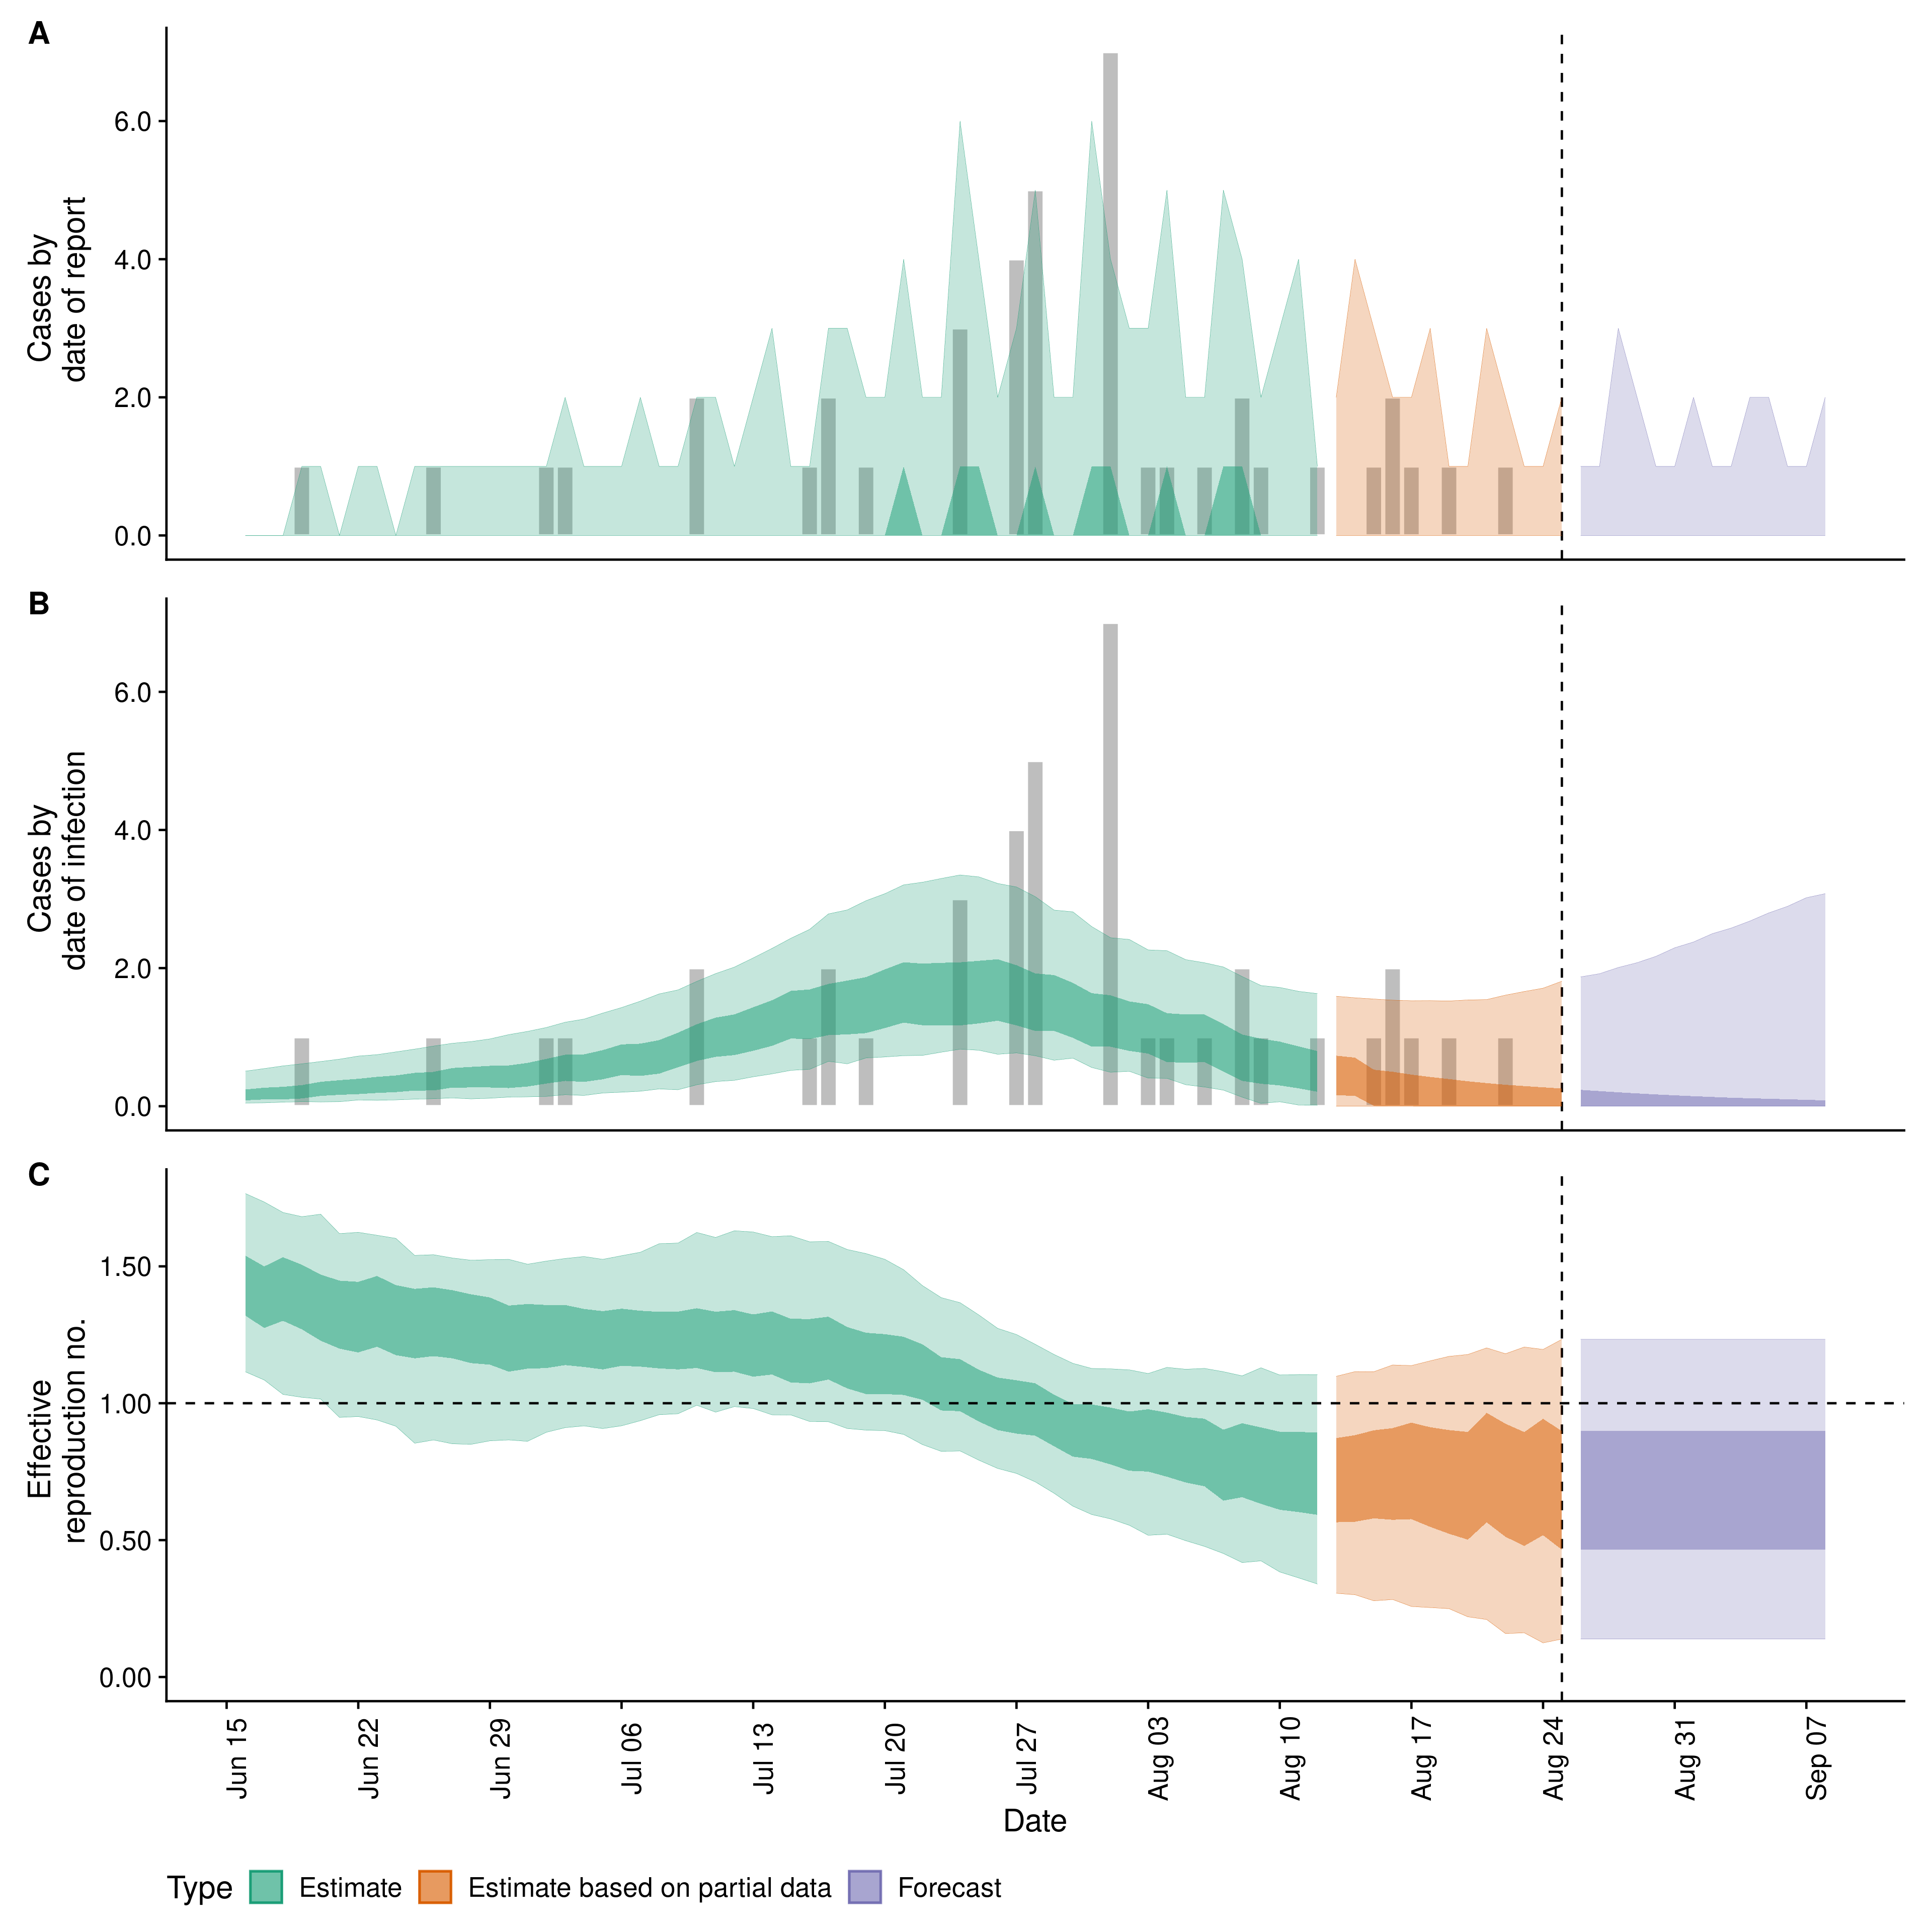 A
Cases by
date of report
6.0
4.0
2.0
0.0
B
Cases by
date of infection
6.0
4.0
2.0
0.0
C
Effective
reproduction no.
1.50
1.00
0.50
0.00
Jun 15
Jun 22
Jun 29
Jul 06
Jul 13
Jul 20
Jul 27
Aug 03
Aug 10
Aug 17
Aug 24
Aug 31
Sep 07
Date
Type Estimate Estimate based on partial data Forecast